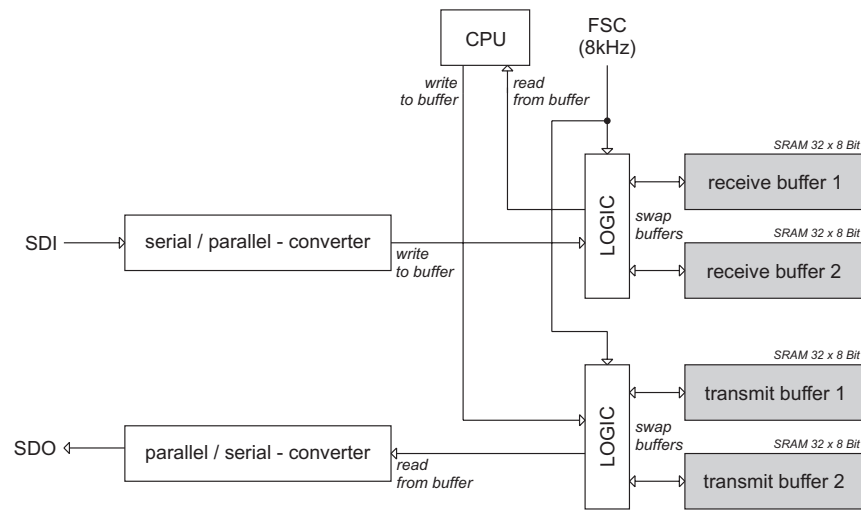 CPU
FSC
(8kHz)
write
to buffer
read
from buffer
SRAM 32 x 8 Bit
receive buffer 1
LOGIC
swap
buffers
SDI
serial / parallel - converter
write
to buffer
SRAM 32 x 8 Bit
receive buffer 2
SRAM 32 x 8 Bit
transmit buffer 1
LOGIC
swap
buffers
SDO
parallel / serial - converter
read
from buffer
SRAM 32 x 8 Bit
transmit buffer 2